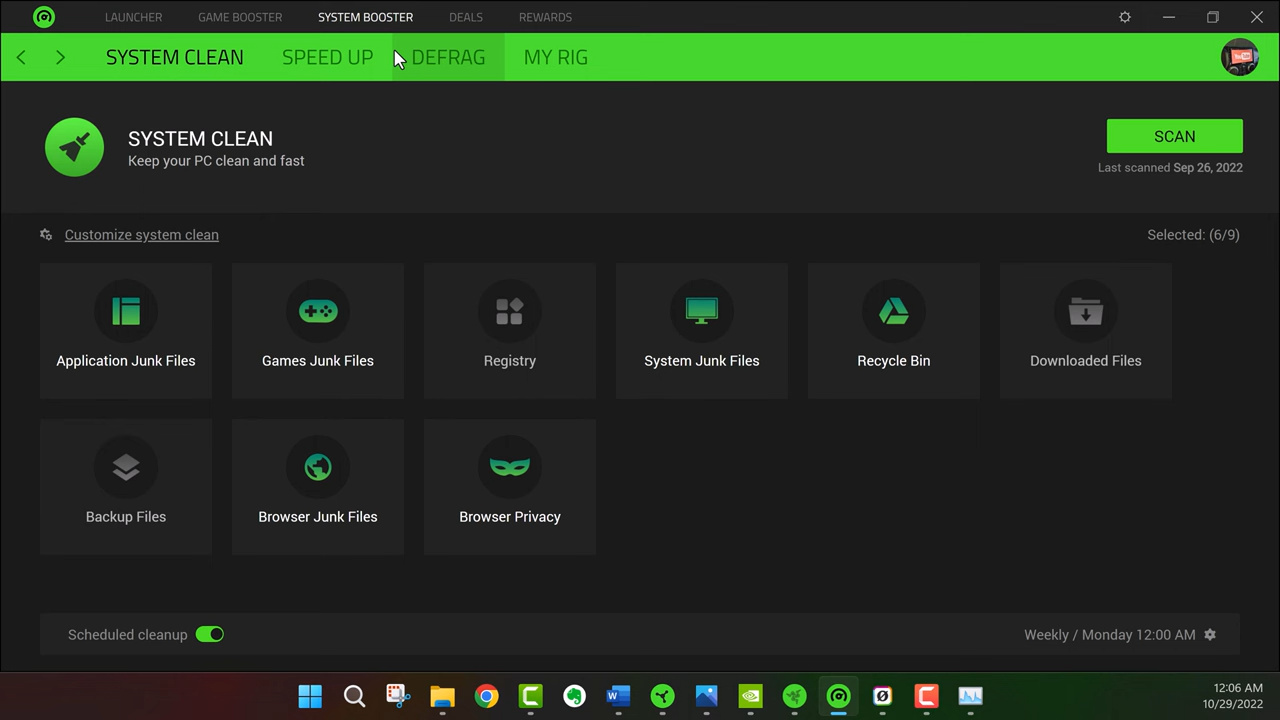 LAUNCHER
GAME BOOSTER
SYSTEM BOOSTER
DEALS
REWARDS
SYSTEM CLEAN
SPEED UP
DEFRAG
MY RIG
SYSTEM CLEAN
Keep your PC clean and fast
SCAN
Last scanned Sep 26, 2022
Customize system clean
Selected: (6/9)
Application Junk Files
Games Junk Files
Registry
System Junk Files
Recycle Bin
Downloaded Files
Backup Files
Browser Junk Files
Browser Privacy
Scheduled cleanup
Weekly / Monday 12:00 AM
12:06 AM
10/29/2022